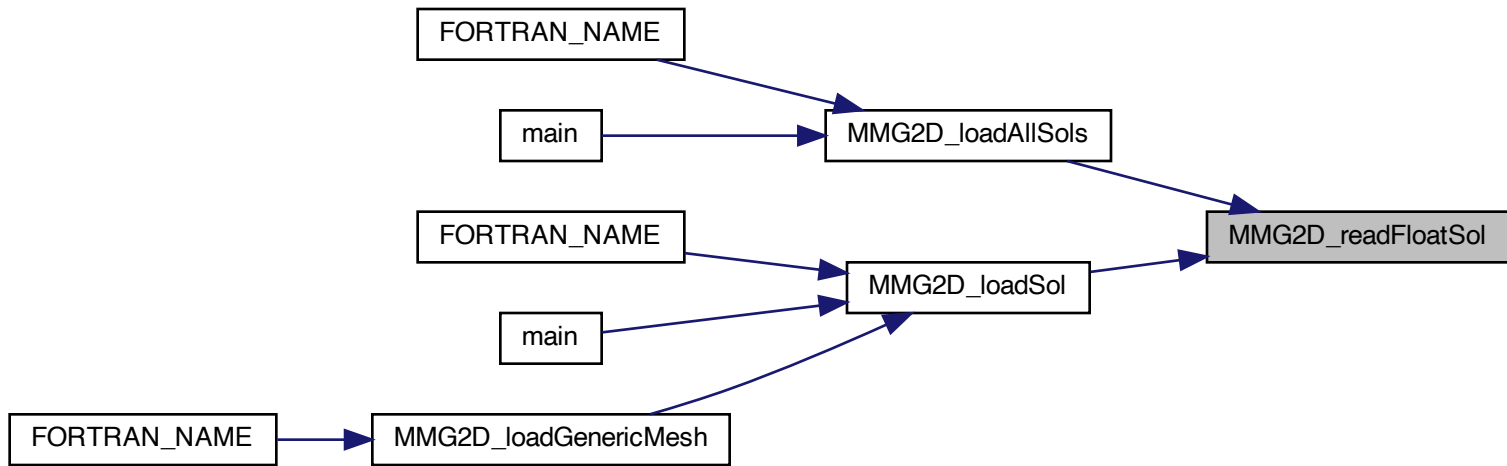 FORTRAN_NAME
main
MMG2D_loadAllSols
FORTRAN_NAME
MMG2D_readFloatSol
MMG2D_loadSol
main
FORTRAN_NAME
MMG2D_loadGenericMesh